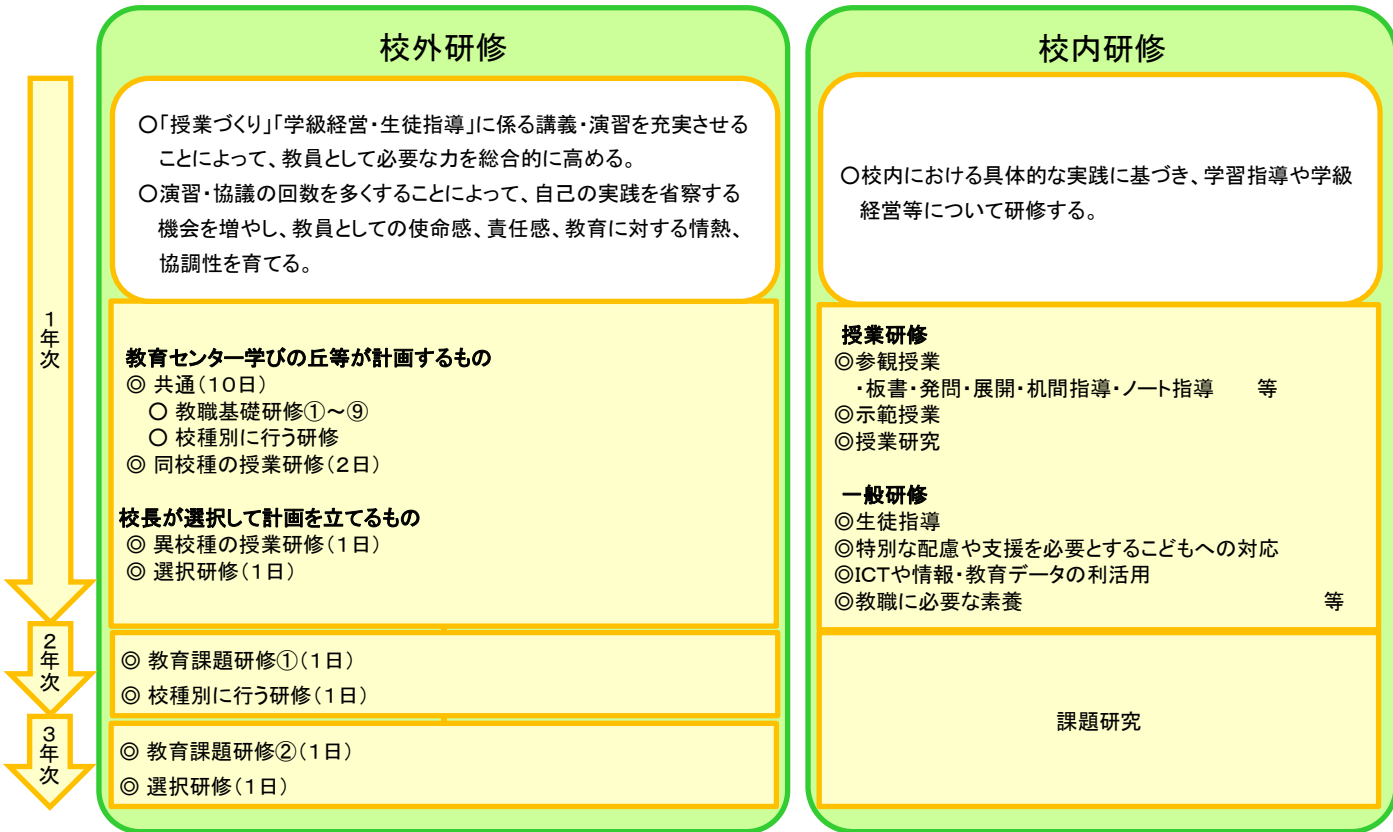 校外研修
〇「授業づくり」「学級経営・生徒指導」に係る講義・演習を充実させる
ことによって、教員として必要な力を総合的に高める。
〇演習・協議の回数を多くすることによって、自己の実践を省察する
機会を増やし、教員としての使命感、責任感、教育に対する情熱、
協調性を育てる。
校内研修
〇校内における具体的な実践に基づき、学習指導や学級
経営等について研修する。
1年次
教育センター学びの丘等が計画するもの
◎ 共通(10日)
〇 教職基礎研修①～⑨
〇 校種別に行う研修
◎ 同校種の授業研修(2日)
校長が選択して計画を立てるもの
◎ 異校種の授業研修(1日)
◎ 選択研修(1日)
授業研修
◎参観授業
・板書・発問・展開・机間指導・ノート指導 等
◎示範授業
◎授業研究
一般研修
◎生徒指導
◎特別な配慮や支援を必要とするこどもへの対応
◎ICTや情報・教育データの利活用
◎教職に必要な素養 等
2年次
◎ 教育課題研修①(1日)
◎ 校種別に行う研修(1日)
3年次
◎ 教育課題研修②(1日)
◎ 選択研修(1日)
課題研究